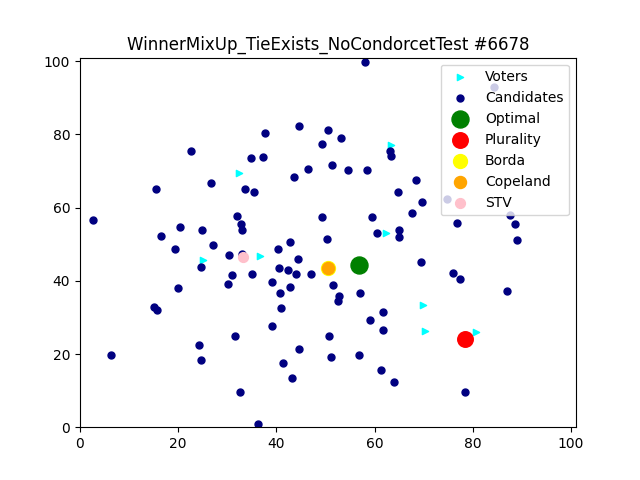 WinnerMixUp_TieExists_NoCondorcetTest #6678
100
80
60
40
20
0
0
20
40
60
80
100
Voters
Candidates
Optimal
Plurality
Borda
Copeland
STV